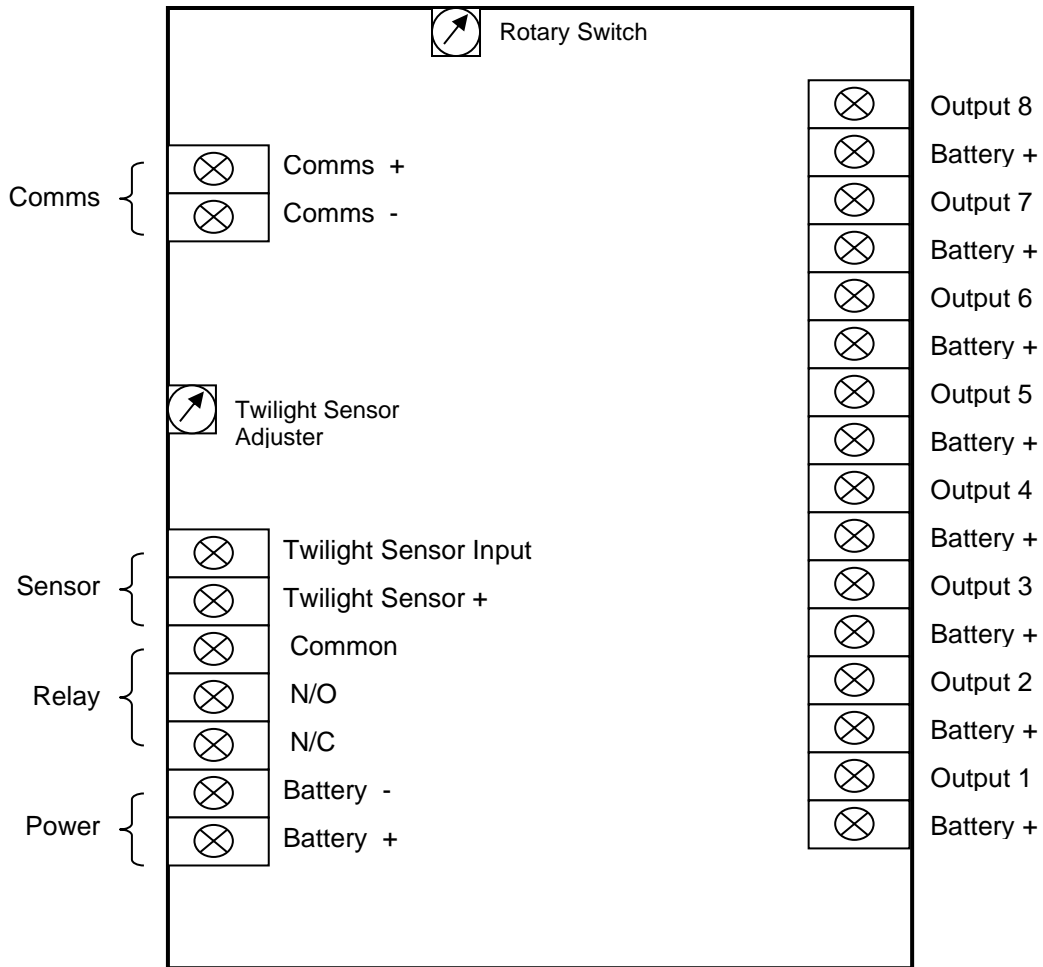 Rotary Switch
Comms
Comms +
Comms -
Twilight Sensor
Adjuster
Sensor
Twilight Sensor Input
Twilight Sensor +
Relay
Common
N/O
N/C
Power
Battery -
Battery +
Output 8
Battery +
Output 7
Battery +
Output 6
Battery +
Output 5
Battery +
Output 4
Battery +
Output 3
Battery +
Output 2
Battery +
Output 1
Battery +